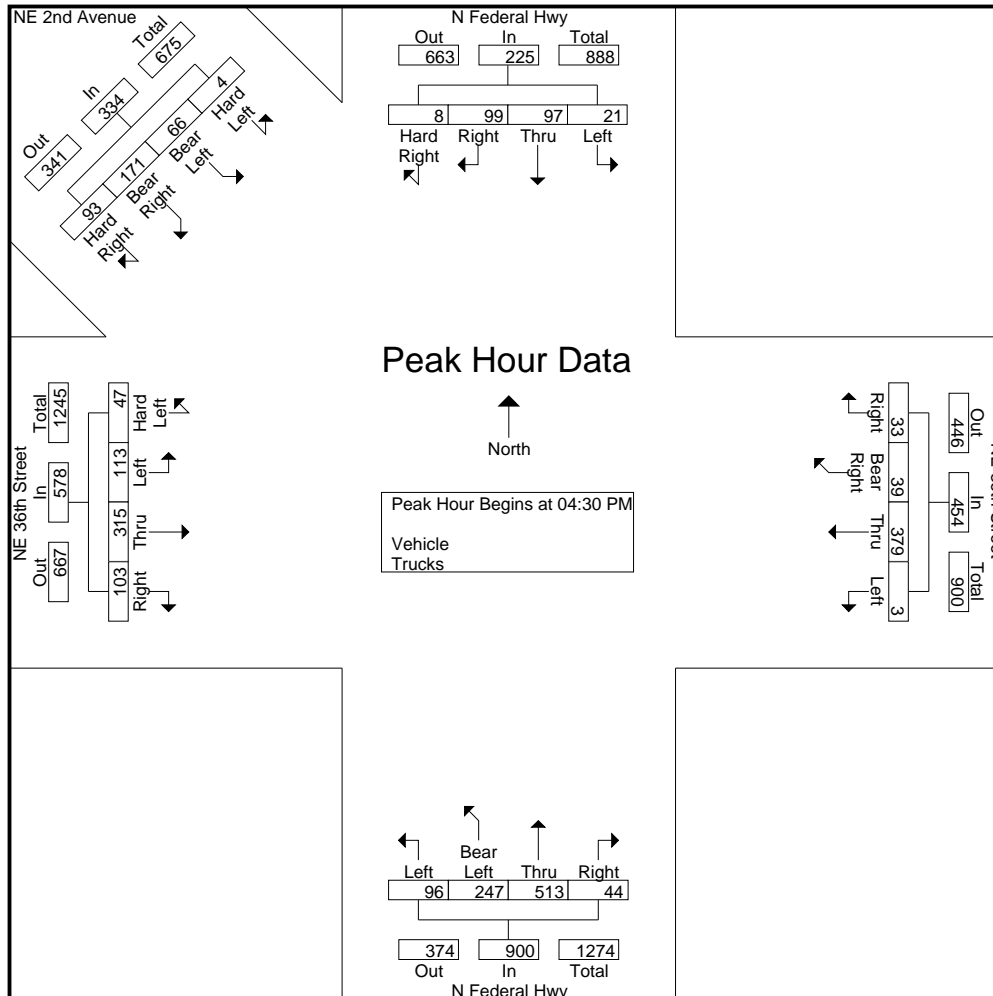 NE 2nd Avenue
Out
In
Total
341
334
675
93
171
66
4
Hard Right
Bear Right
Bear Left
Hard Left
N Federal Hwy
Out
In
Total
663
225
888
8
99
97
21
Hard Right
Right
Thru
Left
Peak Hour Data
North
Peak Hour Begins at 04:30 PM
Vehicle
Trucks
NE 36th Street
Total
In
Out
1245
578
667
47
113
315
103
Hard Left
Left
Thru
Right
Right
Bear Right
Thru
Left
33
39
379
3
446
454
900
Out
In
Total
Left
Bear Left
Thru
Right
96
247
513
44
374
900
1274
Out
In
Total
N Federal Hwy